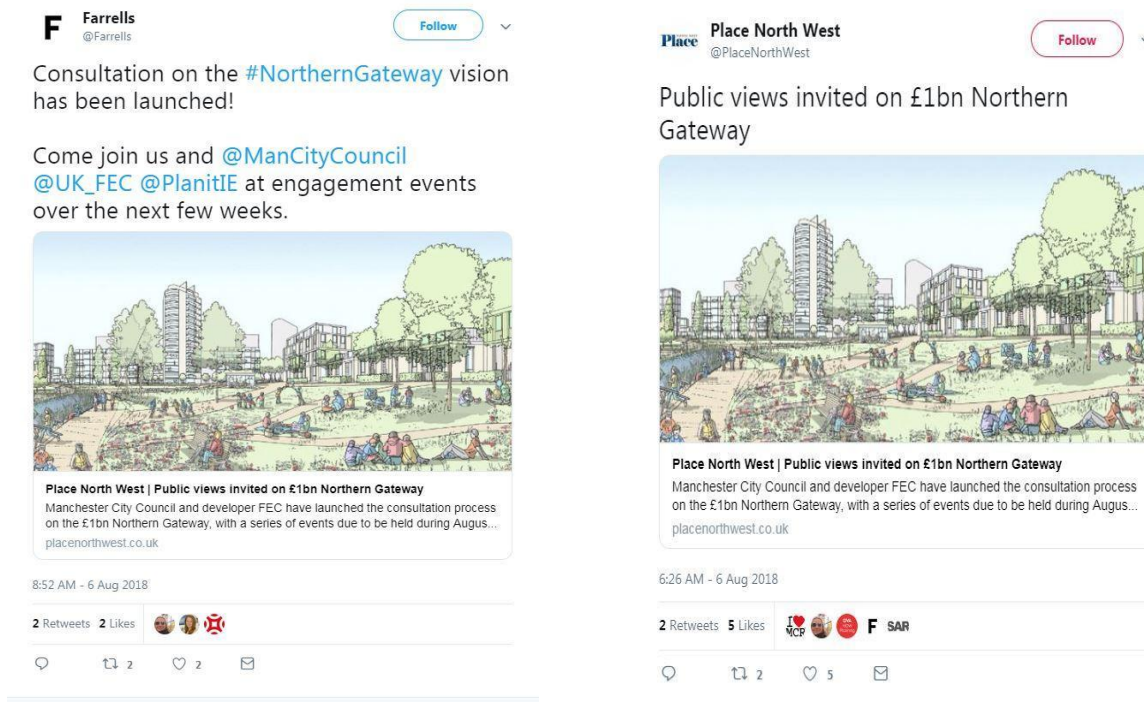 F
Farrells
@Farrells
Follow
Consultation on the #NorthernGateway vision
has been launched!
Come join us and @ManCityCouncil
@UK_FEC @PlanitIE at engagement events
over the next few weeks.
Place North West | Public views invited on £1bn Northern Gateway
Manchester City Council and developer FEC have launched the consultation process
on the £1bn Northern Gateway, with a series of events due to be held during Augus...
placenorthwest.co.uk
8:52 AM - 6 Aug 2018
2 Retweets 2 Likes
2 2
Place
Place North West
@PlaceNorthWest
Follow
Public views invited on £1bn Northern
Gateway
Place North West | Public views invited on £1bn Northern Gateway
Manchester City Council and developer FEC have launched the consultation process
on the £1bn Northern Gateway, with a series of events due to be held during Augus...
placenorthwest.co.uk
6:26 AM - 6 Aug 2018
2 Retweets 5 Likes I MCR F SAR
2 5